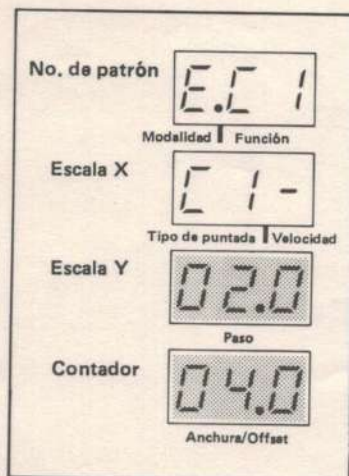 No. de patrón
E.C 1
Modalidad Función
Escala X
C 1 -
Tipo de puntada Velocidad
Escala Y
02.0
Paso
Contador
04.0
Anchura/Offset